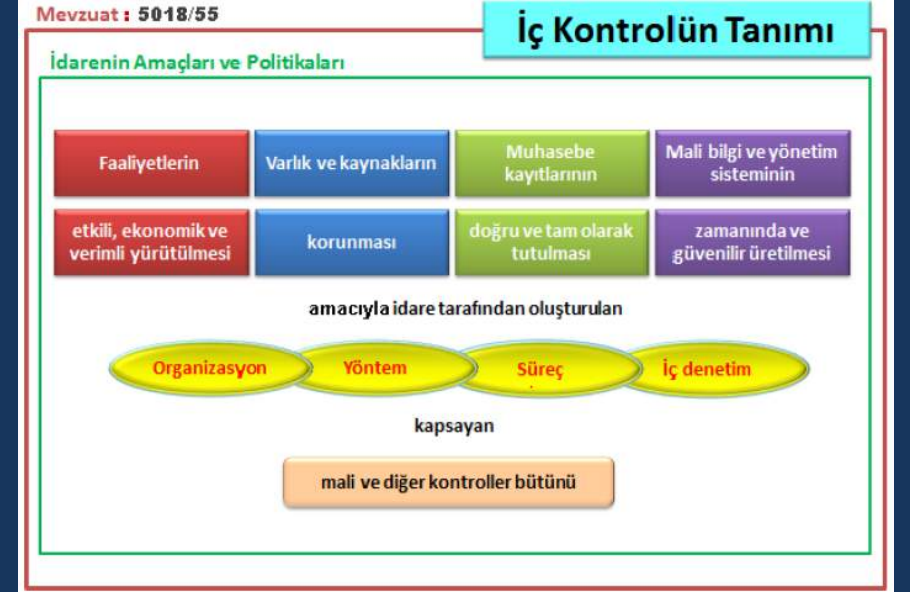 Mevzuat : 5018/55
İç Kontrolün Tanımı
İdarenin Amaçları ve Politikaları
Faaliyetlerin
Varlık ve kaynakların
Muhasebe
kayıtlarının
Mali bilgi ve yönetim
sisteminin
etkili, ekonomik ve
verimli yürütülmesi
korunması
doğru ve tam olarak
tutulması
zamanında ve
güvenilir üretilmesi
amacıyla idare tarafından oluşturulan
Organizasyon
Yöntem
Süreç
İç denetim
kapsayan
mali ve diğer kontroller bütünü